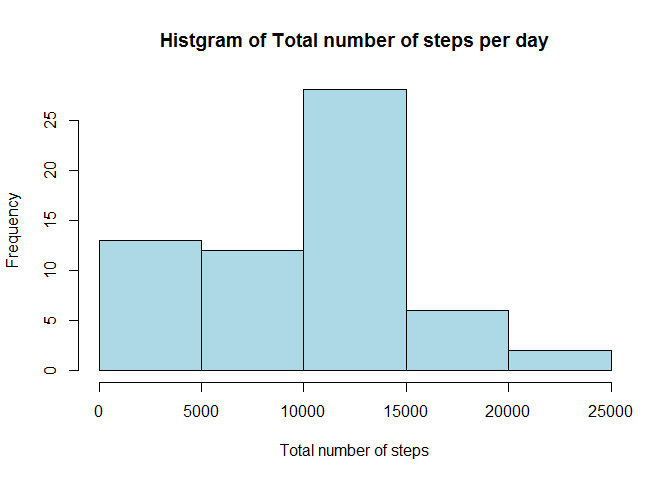 Histgram of Total number of steps per day
Frequency
25
20
15
10
5
0
0 5000 10000 15000 20000 25000
Total number of steps